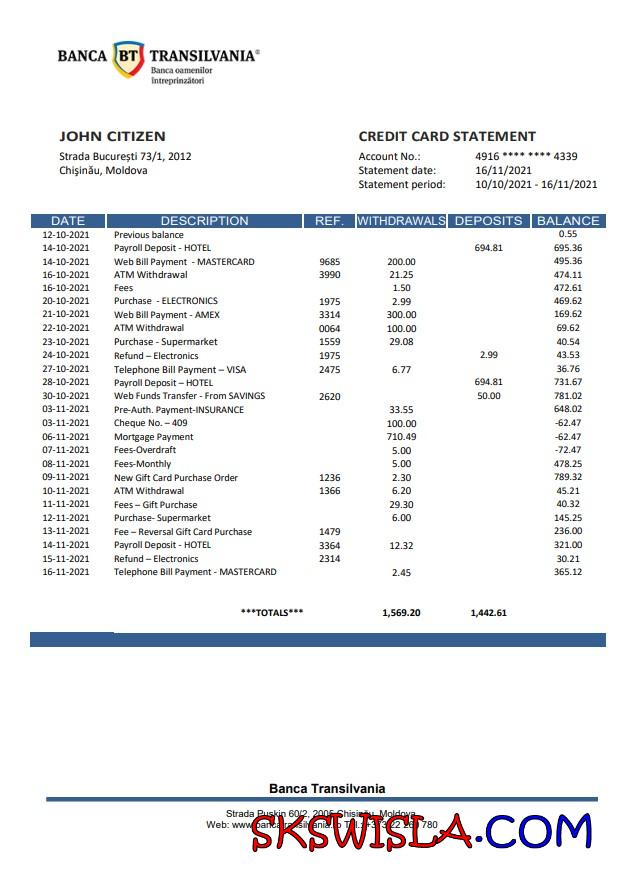 BANCA BT TRANSILVANIA®
Banca oamenilor
întreprinzători
JOHN CITIZEN
Strada București 73/1, 2012
Chișinău, Moldova
CREDIT CARD STATEMENT
Account No.: 4916 **** **** 4339
Statement date: 16/11/2021
Statement period: 10/10/2021 - 16/11/2021
DATE DESCRIPTION REF. WITHDRAWALS DEPOSITS BALANCE
12-10-2021 Previous balance 0.55
14-10-2021 Payroll Deposit - HOTEL 694.81 695.36
14-10-2021 Web Bill Payment - MASTERCARD 9685 200.00 495.36
16-10-2021 ATM Withdrawal 3990 21.25 474.11
16-10-2021 Fees 1.50 472.61
20-10-2021 Purchase - ELECTRONICS 1975 2.99 469.62
21-10-2021 Web Bill Payment - AMEX 3314 300.00 169.62
22-10-2021 ATM Withdrawal 0064 100.00 69.62
23-10-2021 Purchase - Supermarket 1559 29.08 40.54
24-10-2021 Refund – Electronics 1975 2.99 43.53
27-10-2021 Telephone Bill Payment – VISA 2475 6.77 36.76
28-10-2021 Payroll Deposit – HOTEL 694.81 731.67
30-10-2021 Web Funds Transfer - From SAVINGS 2620 50.00 781.02
03-11-2021 Pre-Auth. Payment-INSURANCE 33.55 648.02
03-11-2021 Cheque No. – 409 100.00 -62.47
06-11-2021 Mortgage Payment 710.49 -62.47
07-11-2021 Fees-Overdraft 5.00 -72.47
08-11-2021 Fees-Monthly 5.00 478.25
09-11-2021 New Gift Card Purchase Order 1236 2.30 789.32
10-11-2021 ATM Withdrawal 1366 6.20 45.21
11-11-2021 Fees – Gift Purchase 29.30 40.32
12-11-2021 Purchase- Supermarket 6.00 145.25
13-11-2021 Fee – Reversal Gift Card Purchase 1479 236.00
14-11-2021 Payroll Deposit - HOTEL 3364 12.32 321.00
15-11-2021 Refund – Electronics 2314 30.21
16-11-2021 Telephone Bill Payment - MASTERCARD 2.45 365.12
***TOTALS*** 1,569.20 1,442.61
Banca Transilvania
Strada Pușkin 60/2, 2005 Chișinău, Moldova
Web: www.bancatransilvania.ro Tel.: 780
SKSWISLA.COM